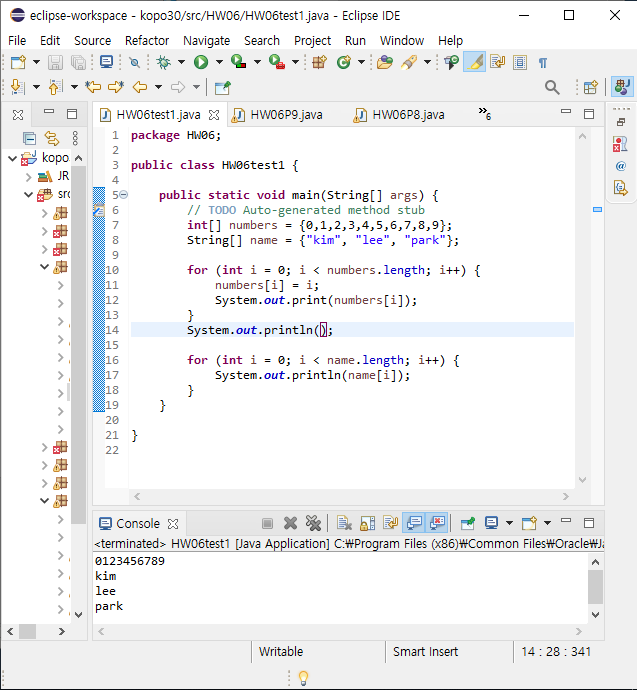 eclipse-workspace - kopo30/src/HW06/HW06test1.java - Eclipse IDE
File Edit Source Refactor Navigate Search Project Run Window Help
HW06test1.java HW06P9.java HW06P8.java »6
kopo.
JR
src
1 package HW06;
2
3 public class HW06test1 {
4
5 public static void main(String[] args) {
6 // TODO Auto-generated method stub
7 int[] numbers = {0,1,2,3,4,5,6,7,8,9};
8 String[] name = {"kim", "lee", "park"};
9
10 for (int i = 0; i < numbers.length; i++) {
11 numbers[i] = i;
12 System.out.print(numbers[i]);
13 }
14 System.out.println();
15
16 for (int i = 0; i < name.length; i++) {
17 System.out.println(name[i]);
18 }
19 }
20
21 }
22
Console
<terminated> HW06test1 [Java Application] C:₩Program Files (x86)₩Common Files₩Oracle₩Ja
0123456789
kim
lee
park
Writable Smart Insert 14 : 28 : 341